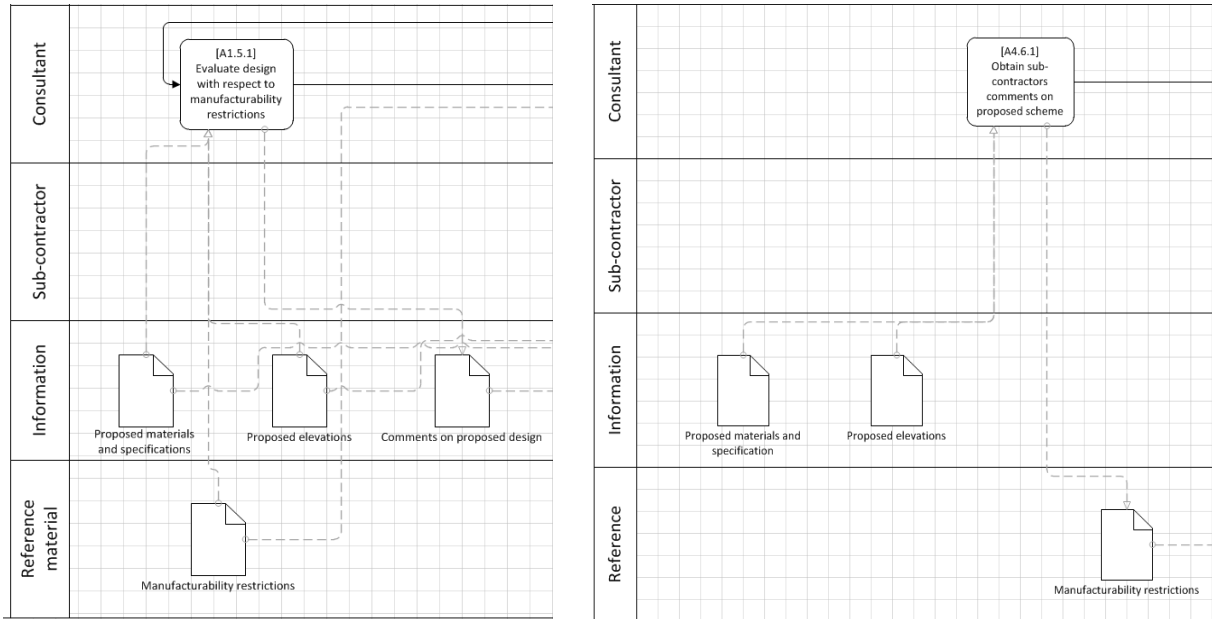 Consultant
[A1.5.1]
Evaluate design
with respect to
manufacturability
restrictions
Sub-contractor
Information
Proposed materials
and specifications
Proposed elevations
Comments on proposed design
Reference
material
Manufacturability restrictions
Consultant
[A4.6.1]
Obtain sub-
contractors
comments on
proposed scheme
Sub-contractor
Information
Proposed materials and
specification
Proposed elevations
Reference
Manufacturability restrictions